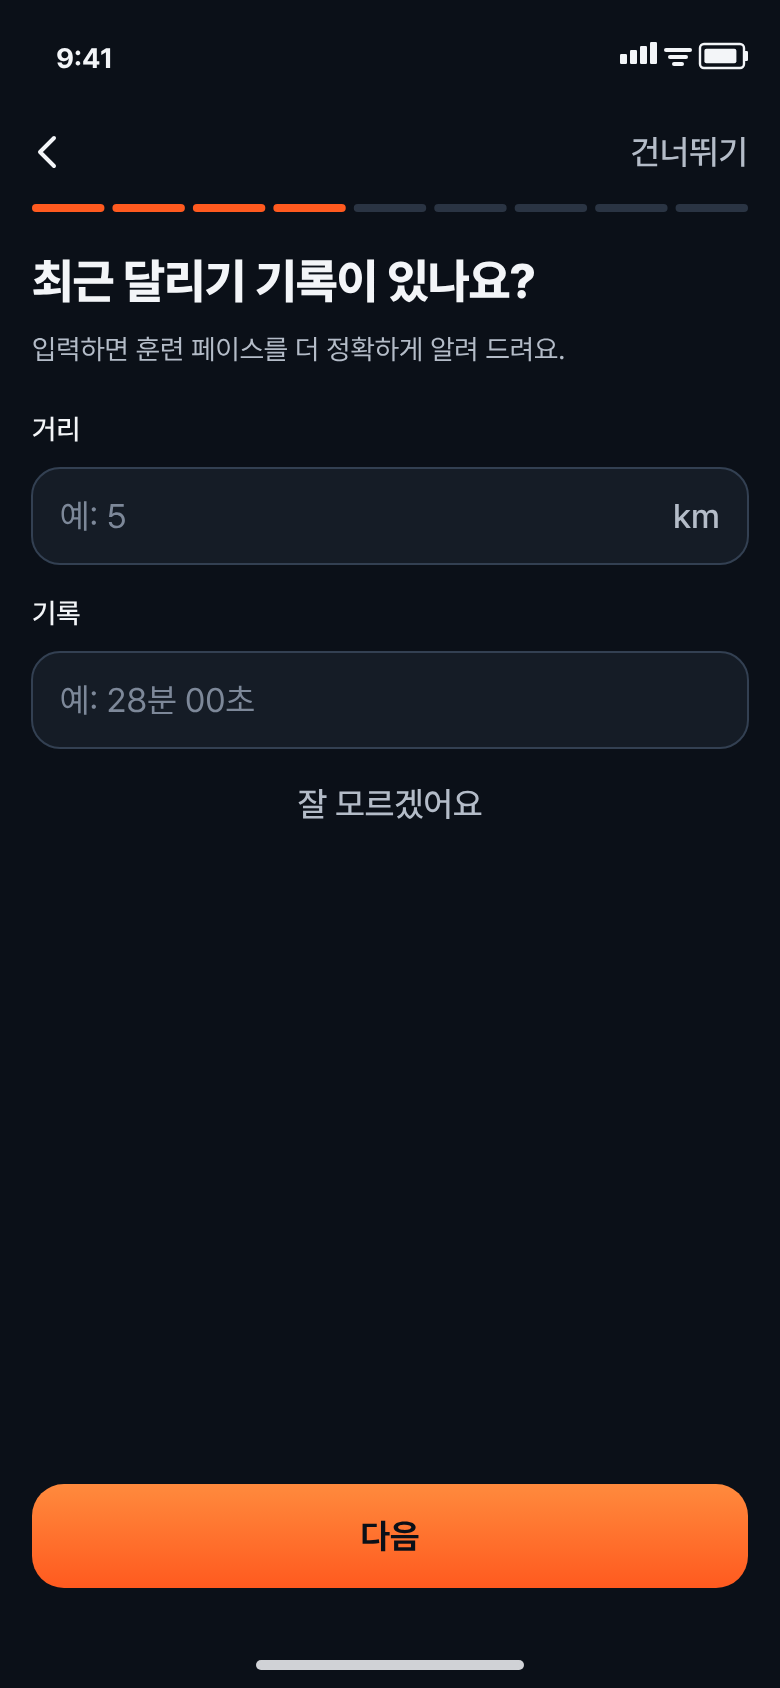 9:41
건너뛰기
최근 달리기 기록이 있나요?
입력하면 훈련 페이스를 더 정확하게 알려 드려요.
거리
예: 5 km
기록
예: 28분 00초
잘 모르겠어요
다음